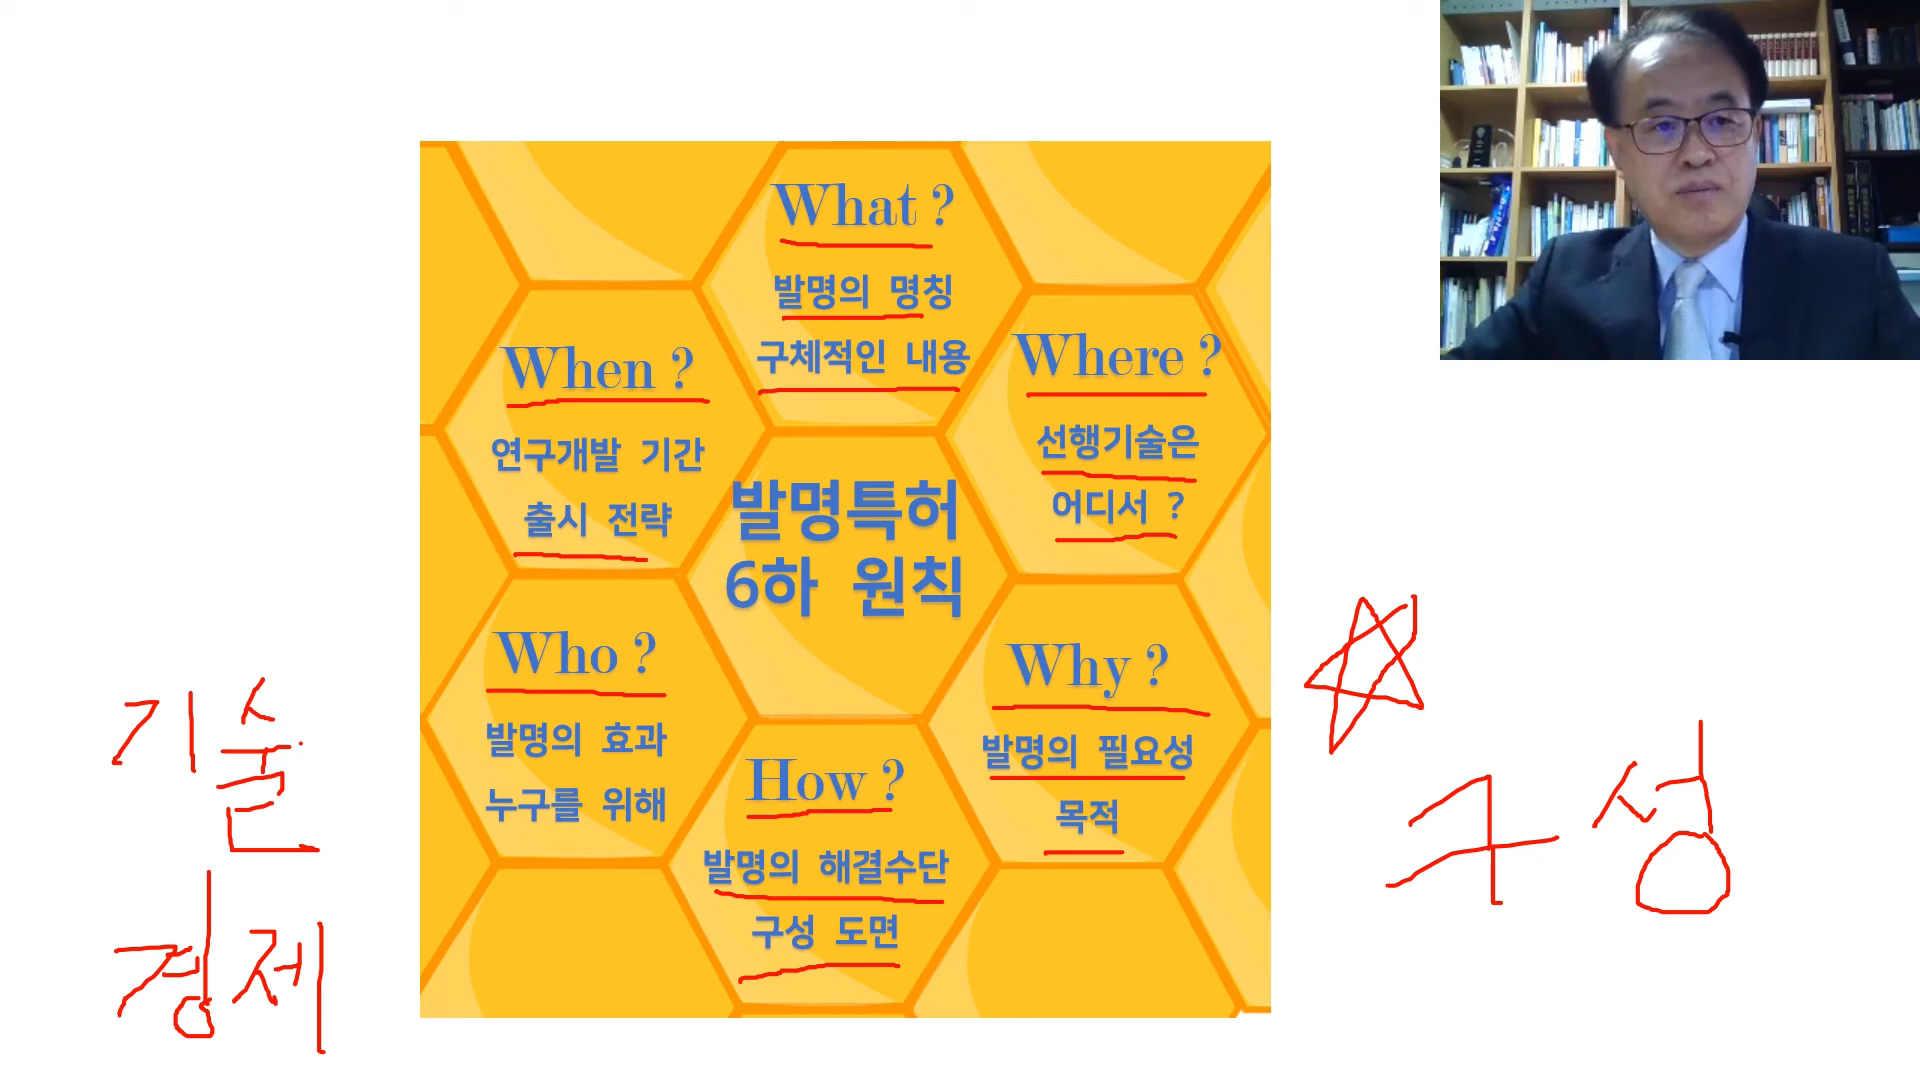 What ?
발명의 명칭
구체적인 내용
When ?
연구개발 기간
출시 전략
Where ?
선행기술은
어디서 ?
발명특허
6하 원칙
Who ?
발명의 효과
누구를 위해
Why ?
발명의 필요성
목적
How ?
발명의 해결수단
구성 도면
기술
경제
구성